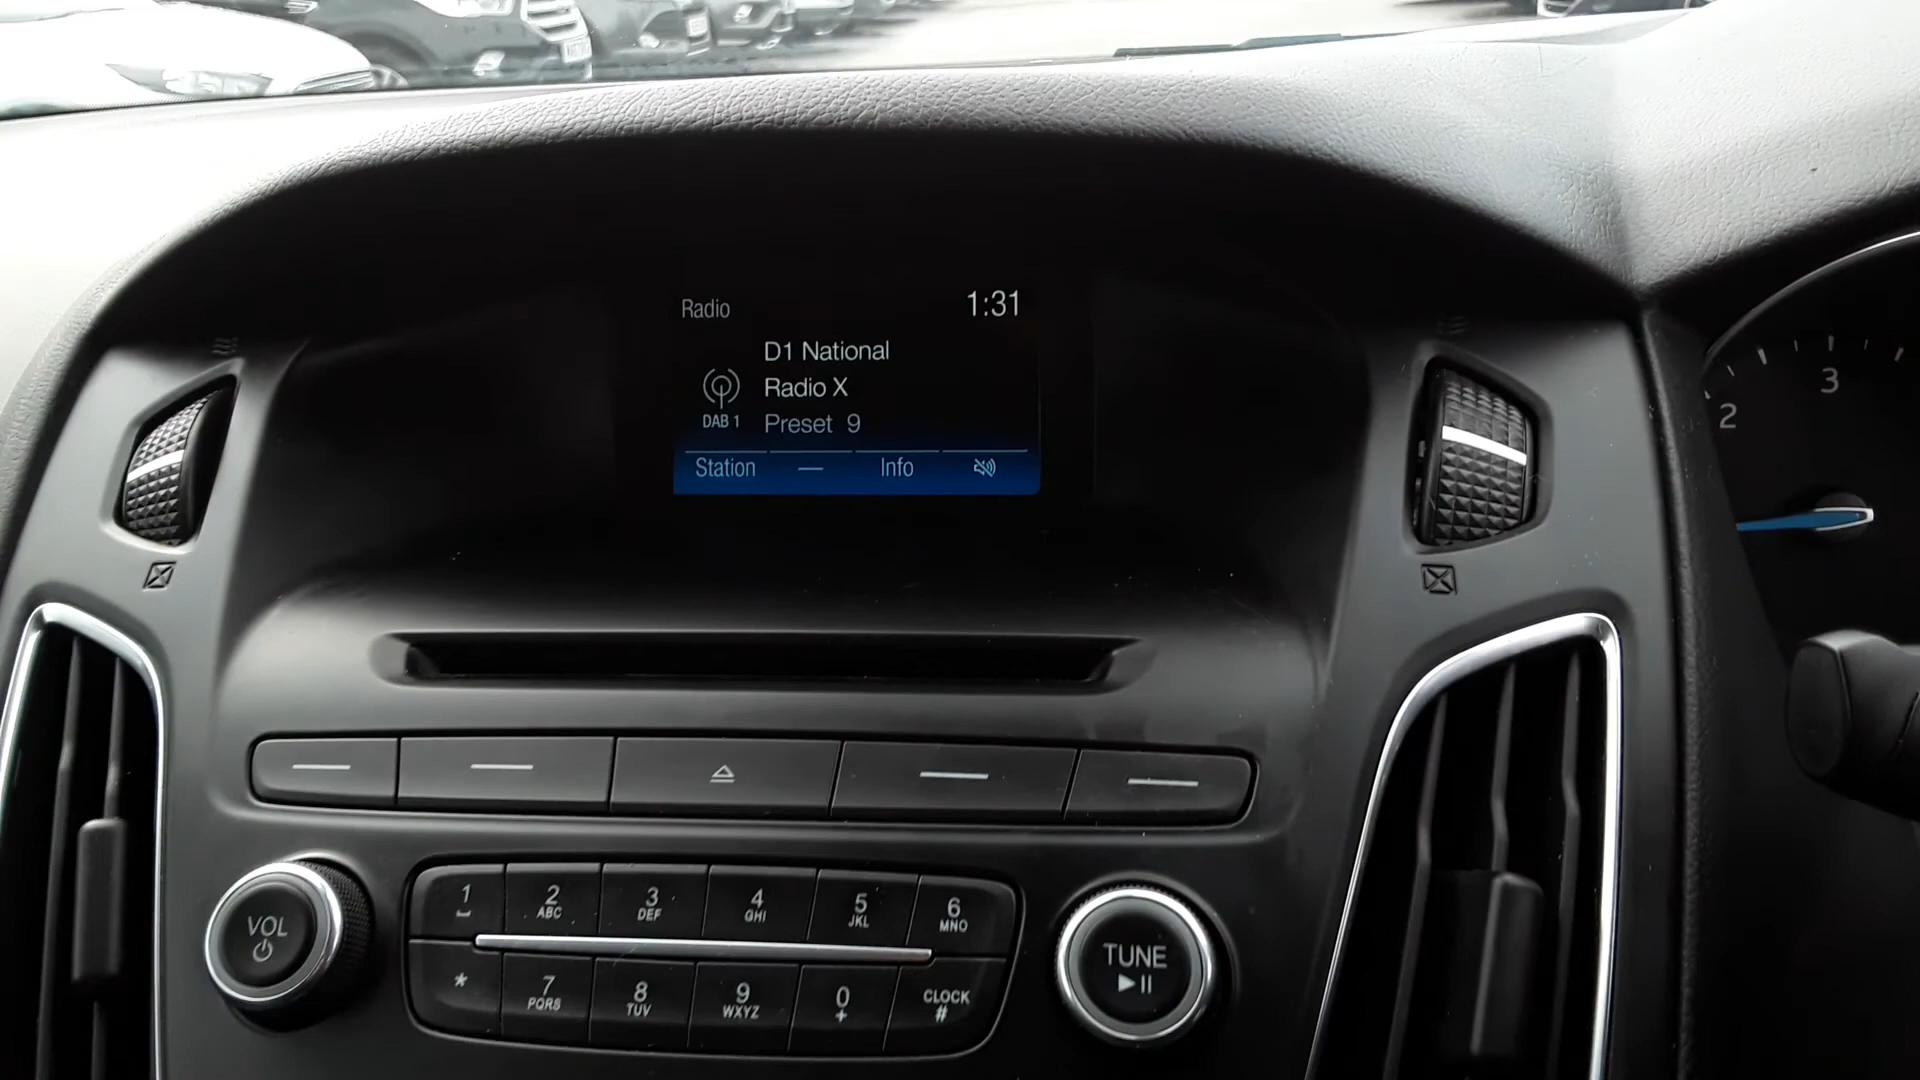 Radio
1:31
D1 National
Radio X
DAB 1
Preset 9
Station
Info
2
3
VOL
1
2
ABC
3
DEF
4
GHI
5
JKL
6
MNO
*
7
PQRS
8
TUV
9
WXYZ
0
+
CLOCK
#
TUNE